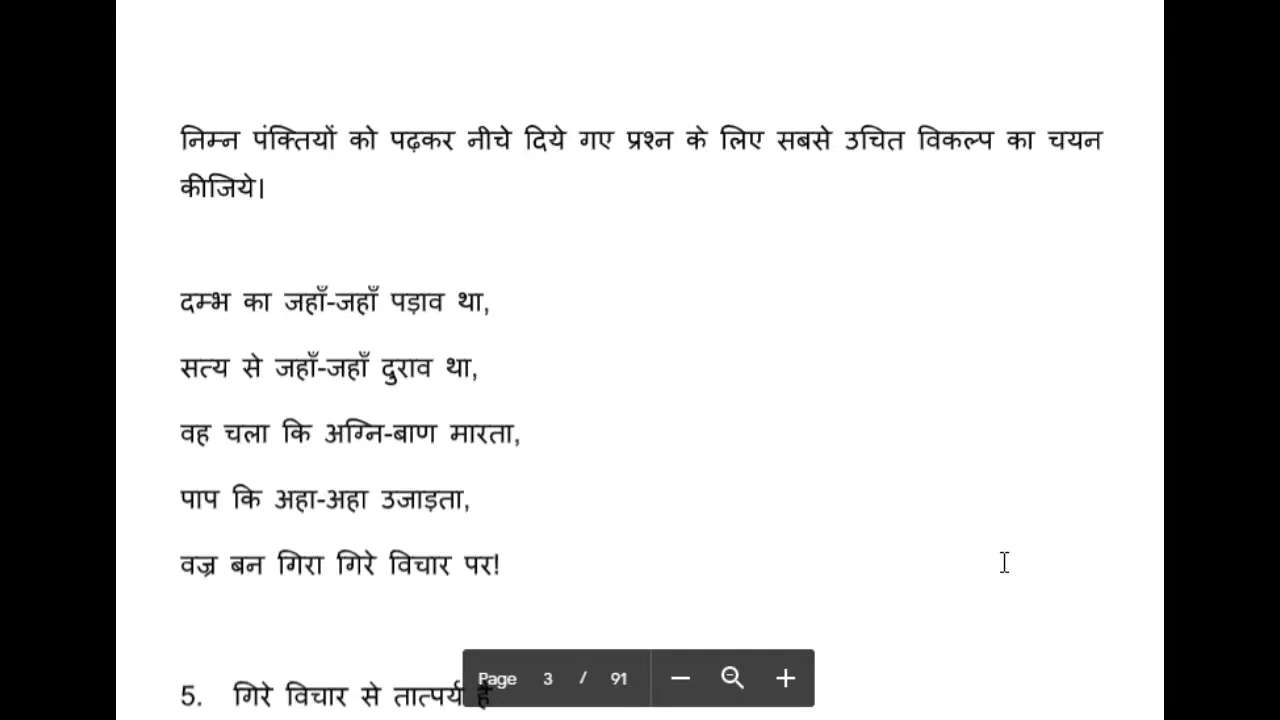 निम्न पंक्तियों को पढ़कर नीचे दिये गए प्रश्न के लिए सबसे उचित विकल्प का चयन
कीजिये।
दम्भ का जहाँ-जहाँ पड़ाव था,
सत्य से जहाँ-जहाँ दुराव था,
वह चला कि अग्नि-बाण मारता,
पाप कि अहा-अहा उजाड़ता,
वज्र बन गिरा गिरे विचार पर!
5. गिरे विचार से तात्पर्य है
Page 3 / 91